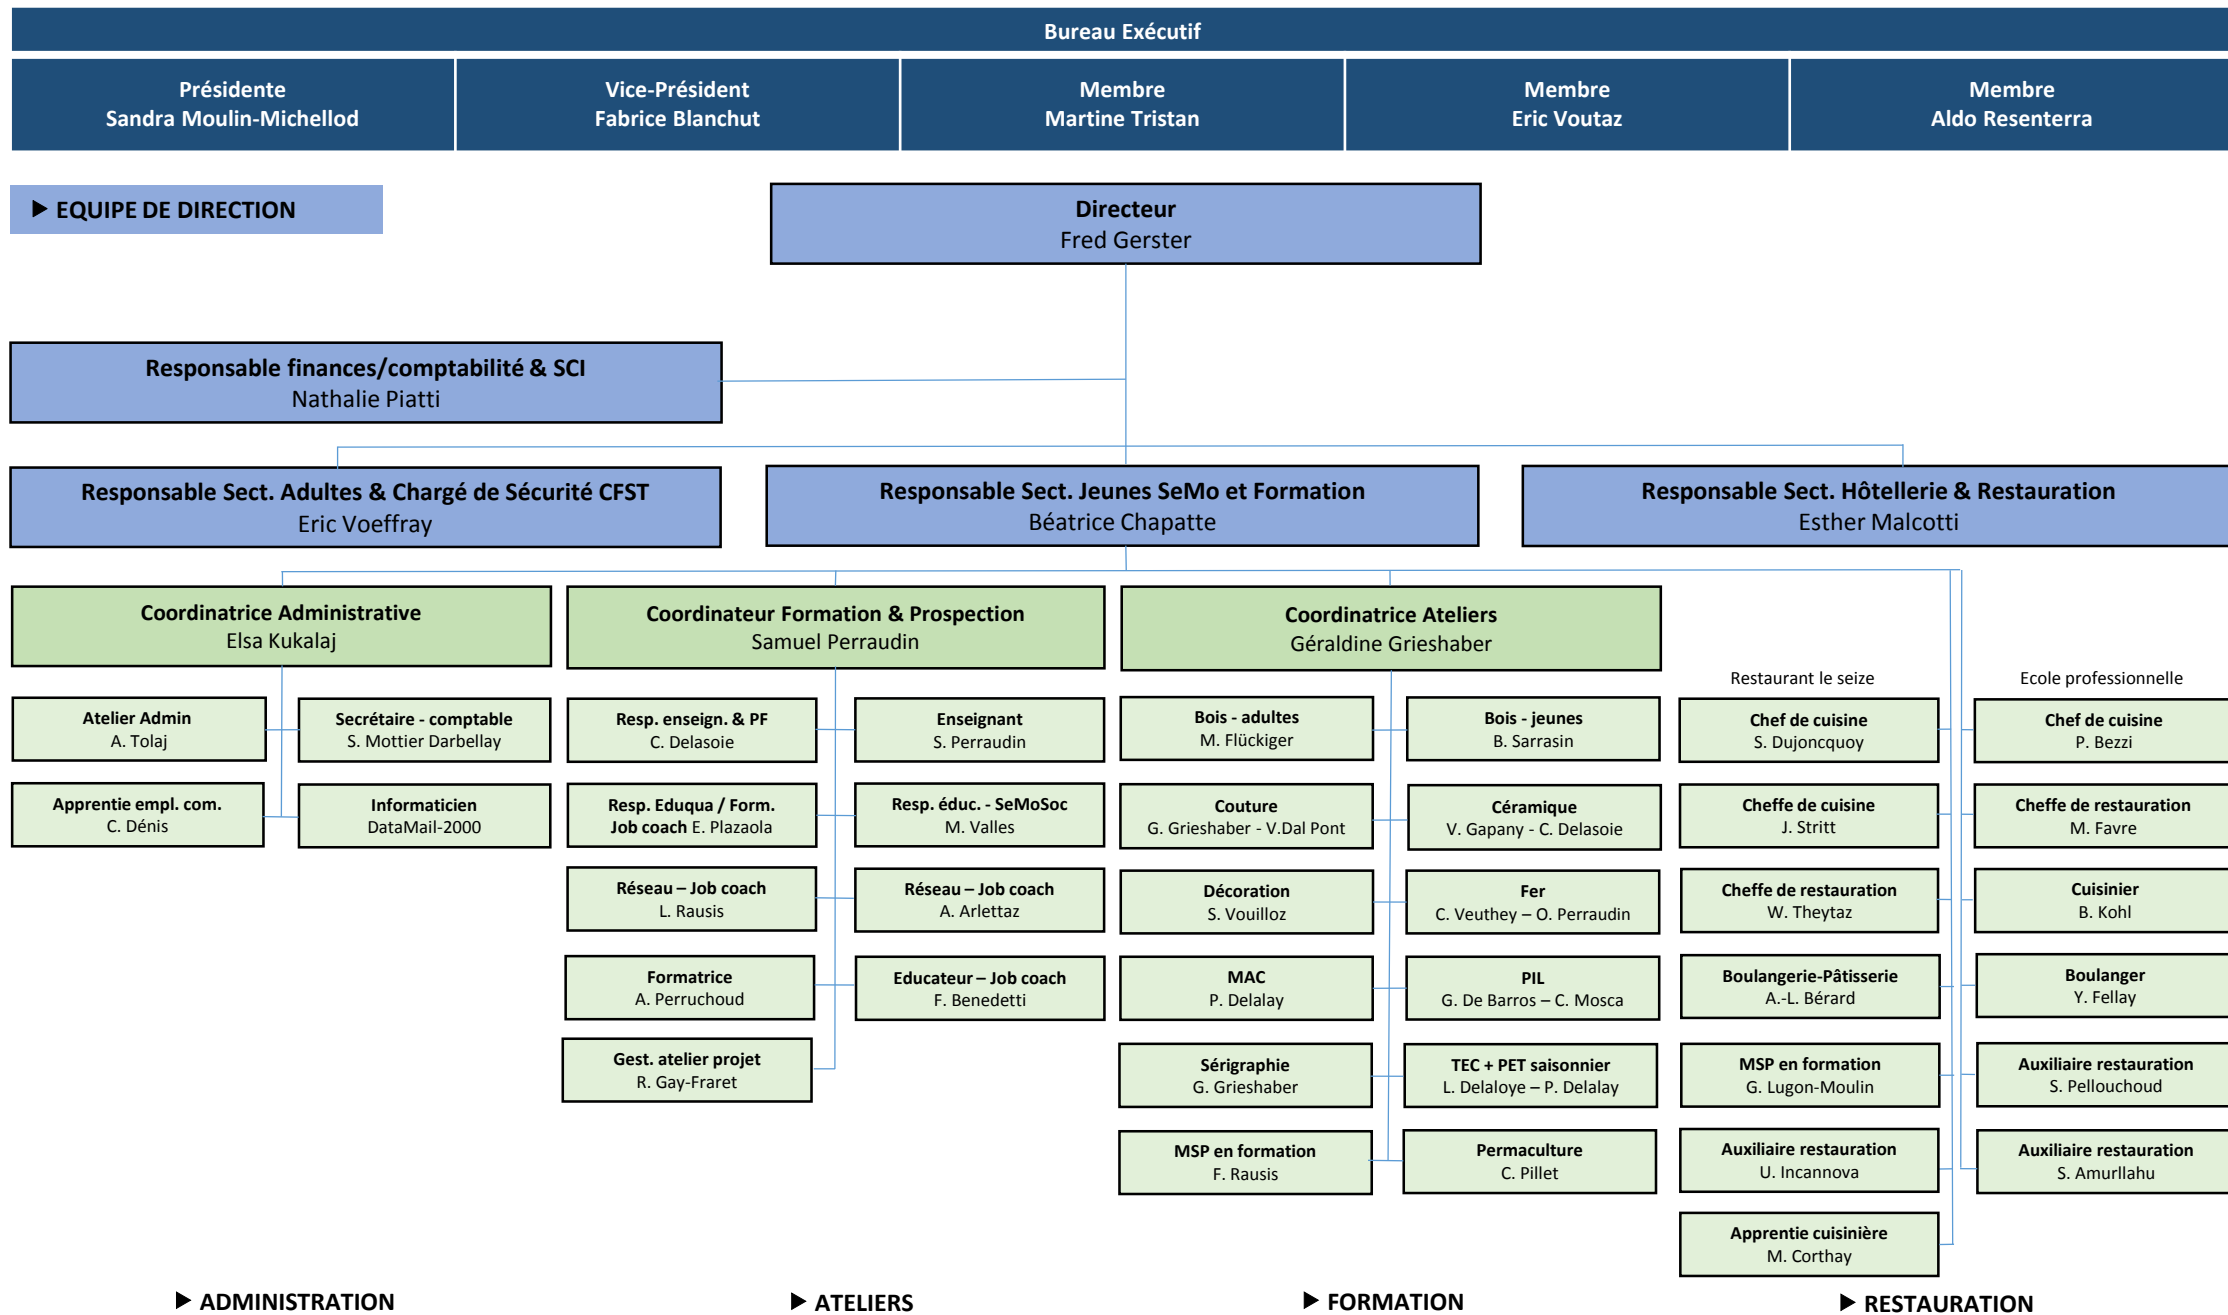 Bureau Exécutif
Présidente
Sandra Moulin-Michellod
Vice-Président
Fabrice Blanchut
Membre
Martine Tristan
Membre
Eric Voutaz
Membre
Aldo Resenterra
► EQUIPE DE DIRECTION
Directeur
Fred Gerster
Responsable finances/comptabilité & SCI
Nathalie Piatti
Responsable Sect. Adultes & Chargé de Sécurité CFST
Eric Voeffray
Responsable Sect. Jeunes SeMo et Formation
Béatrice Chapatte
Responsable Sect. Hôtellerie & Restauration
Esther Malcotti
Coordinatrice Administrative
Elsa Kukalaj
Atelier Admin
A. Tolaj
Secrétaire - comptable
S. Mottier Darbellay
Apprentie empl. com.
C. Dénis
Informaticien
DataMail-2000
Coordinateur Formation & Prospection
Samuel Perraudin
Resp. enseign. & PF
C. Delasoie
Enseignant
S. Perraudin
Resp. Eduqua / Form.
Job coach E. Plazaola
Resp. éduc. - SeMoSoc
M. Valles
Réseau – Job coach
L. Rausis
Réseau – Job coach
A. Arlettaz
Formatrice
A. Perruchoud
Educateur – Job coach
F. Benedetti
Gest. atelier projet
R. Gay-Fraret
Coordinatrice Ateliers
Géraldine Grieshaber
Bois - adultes
M. Flückiger
Bois - jeunes
B. Sarrasin
Couture
G. Grieshaber - V.Dal Pont
Céramique
V. Gapany - C. Delasoie
Décoration
S. Vouilloz
Fer
C. Veuthey – O. Perraudin
MAC
P. Delalay
PIL
G. De Barros – C. Mosca
Sérigraphie
G. Grieshaber
TEC + PET saisonnier
L. Delaloye – P. Delalay
MSP en formation
F. Rausis
Permaculture
C. Pillet
Restaurant le seize
Chef de cuisine
S. Dujoncquoy
Cheffe de cuisine
J. Stritt
Cheffe de restauration
W. Theytaz
Boulangerie-Pâtisserie
A.-L. Bérard
MSP en formation
G. Lugon-Moulin
Auxiliaire restauration
U. Incannova
Apprentie cuisinière
M. Corthay
Ecole professionnelle
Chef de cuisine
P. Bezzi
Cheffe de restauration
M. Favre
Cuisinier
B. Kohl
Boulanger
Y. Fellay
Auxiliaire restauration
S. Pellouchoud
Auxiliaire restauration
S. Amurllahu
► ADMINISTRATION
► ATELIERS
► FORMATION
► RESTAURATION